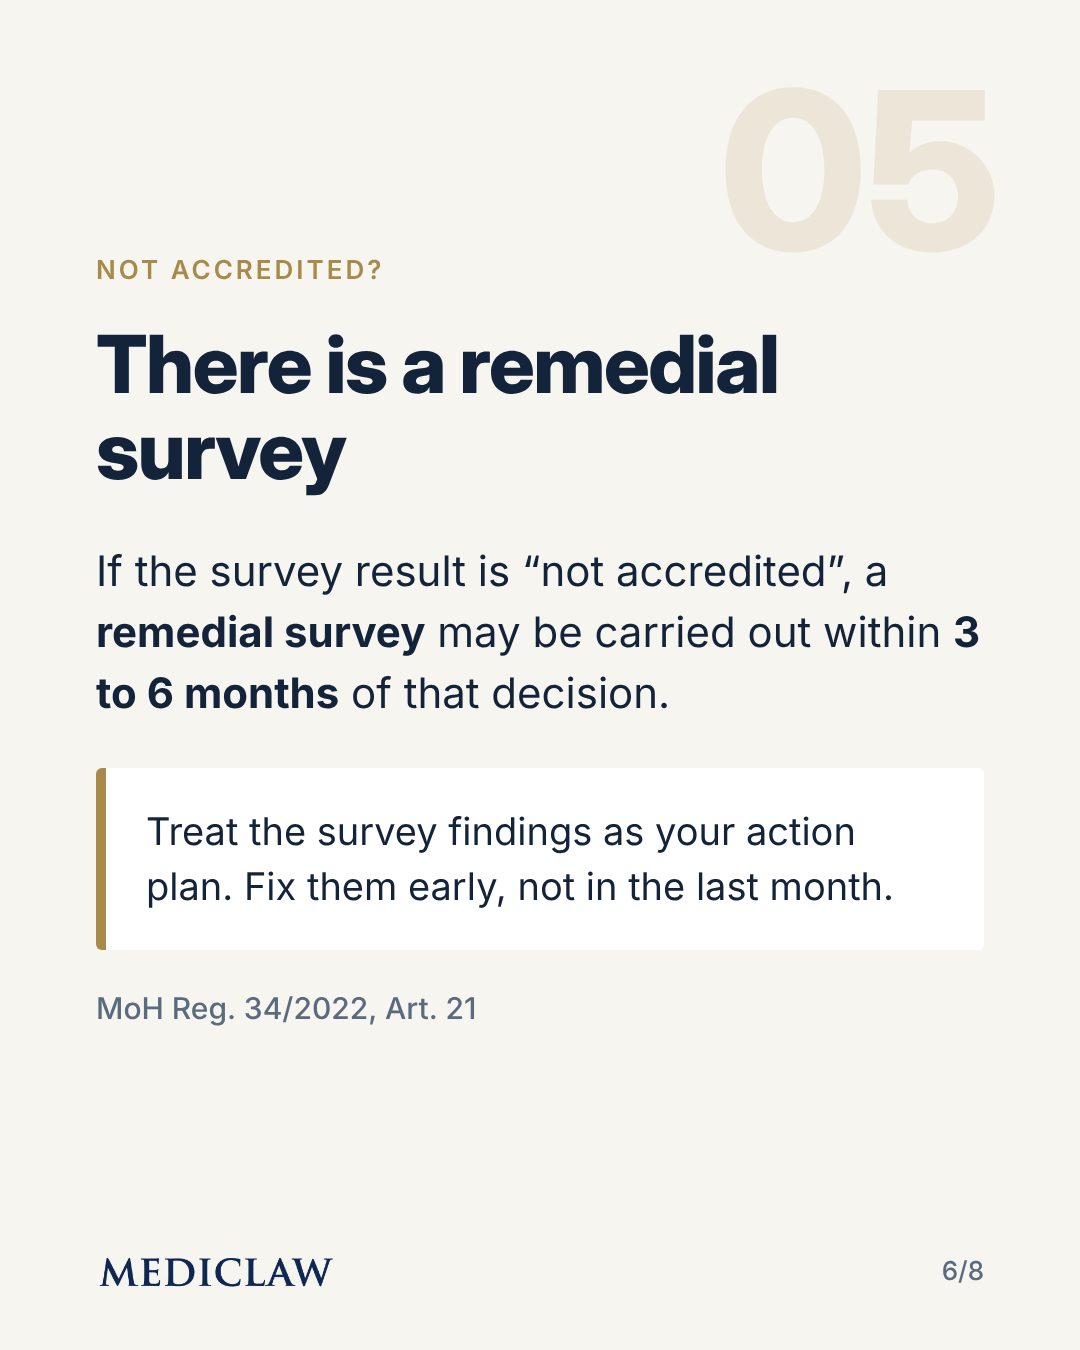 05
NOT ACCREDITED?
There is a remedial
survey
If the survey result is “not accredited”, a
remedial survey may be carried out within 3
to 6 months of that decision.
Treat the survey findings as your action
plan. Fix them early, not in the last month.
MoH Reg. 34/2022, Art. 21
MEDICLAW
6/8